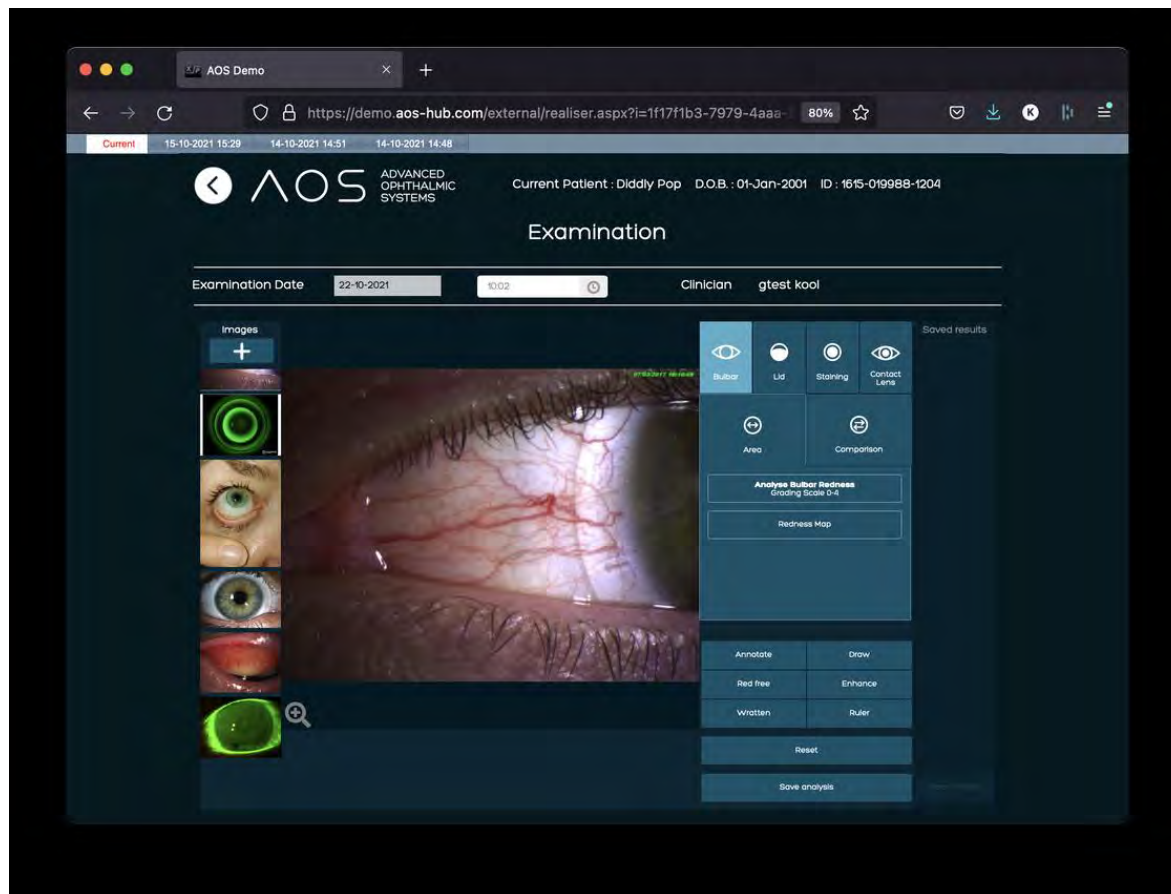 AOS Demo
https://demo.aos-hub.com/external/realiser.aspx?i=1f17f1b3-7979-4aaa- 80%
Current 15-10-2021 15:29 14-10-2021 14:51 14-10-2021 14:48
AOS
ADVANCED
OPHTHALMIC
SYSTEMS
Current Patient : Diddly Pop D.O.B. : 01-Jan-2001 ID : 1615-019988-1204
Examination
Examination Date 22-10-2021 10:02 Clinician gtest kool
Images
Saved results
Bulbar Lid Staining Contact
Lens
Area Comparison
Analyse Bulbar Redness
Grading Scale 0-4
Redness Map
Annotate Draw
Red free Enhance
Wratten Ruler
Reset
Save analysis